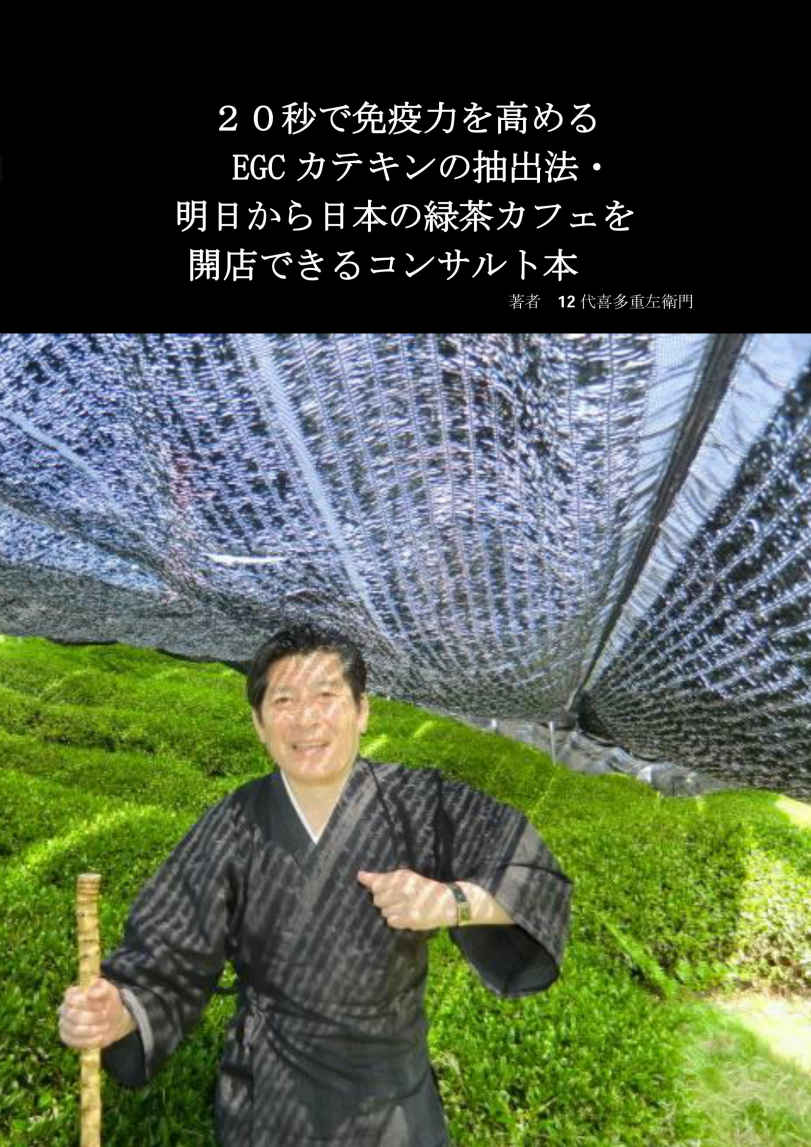 ２０秒で免疫力を高める
EGC カテキンの抽出法・
明日から日本の緑茶カフェを
開店できるコンサルト本
著者　12 代喜多重左衛門